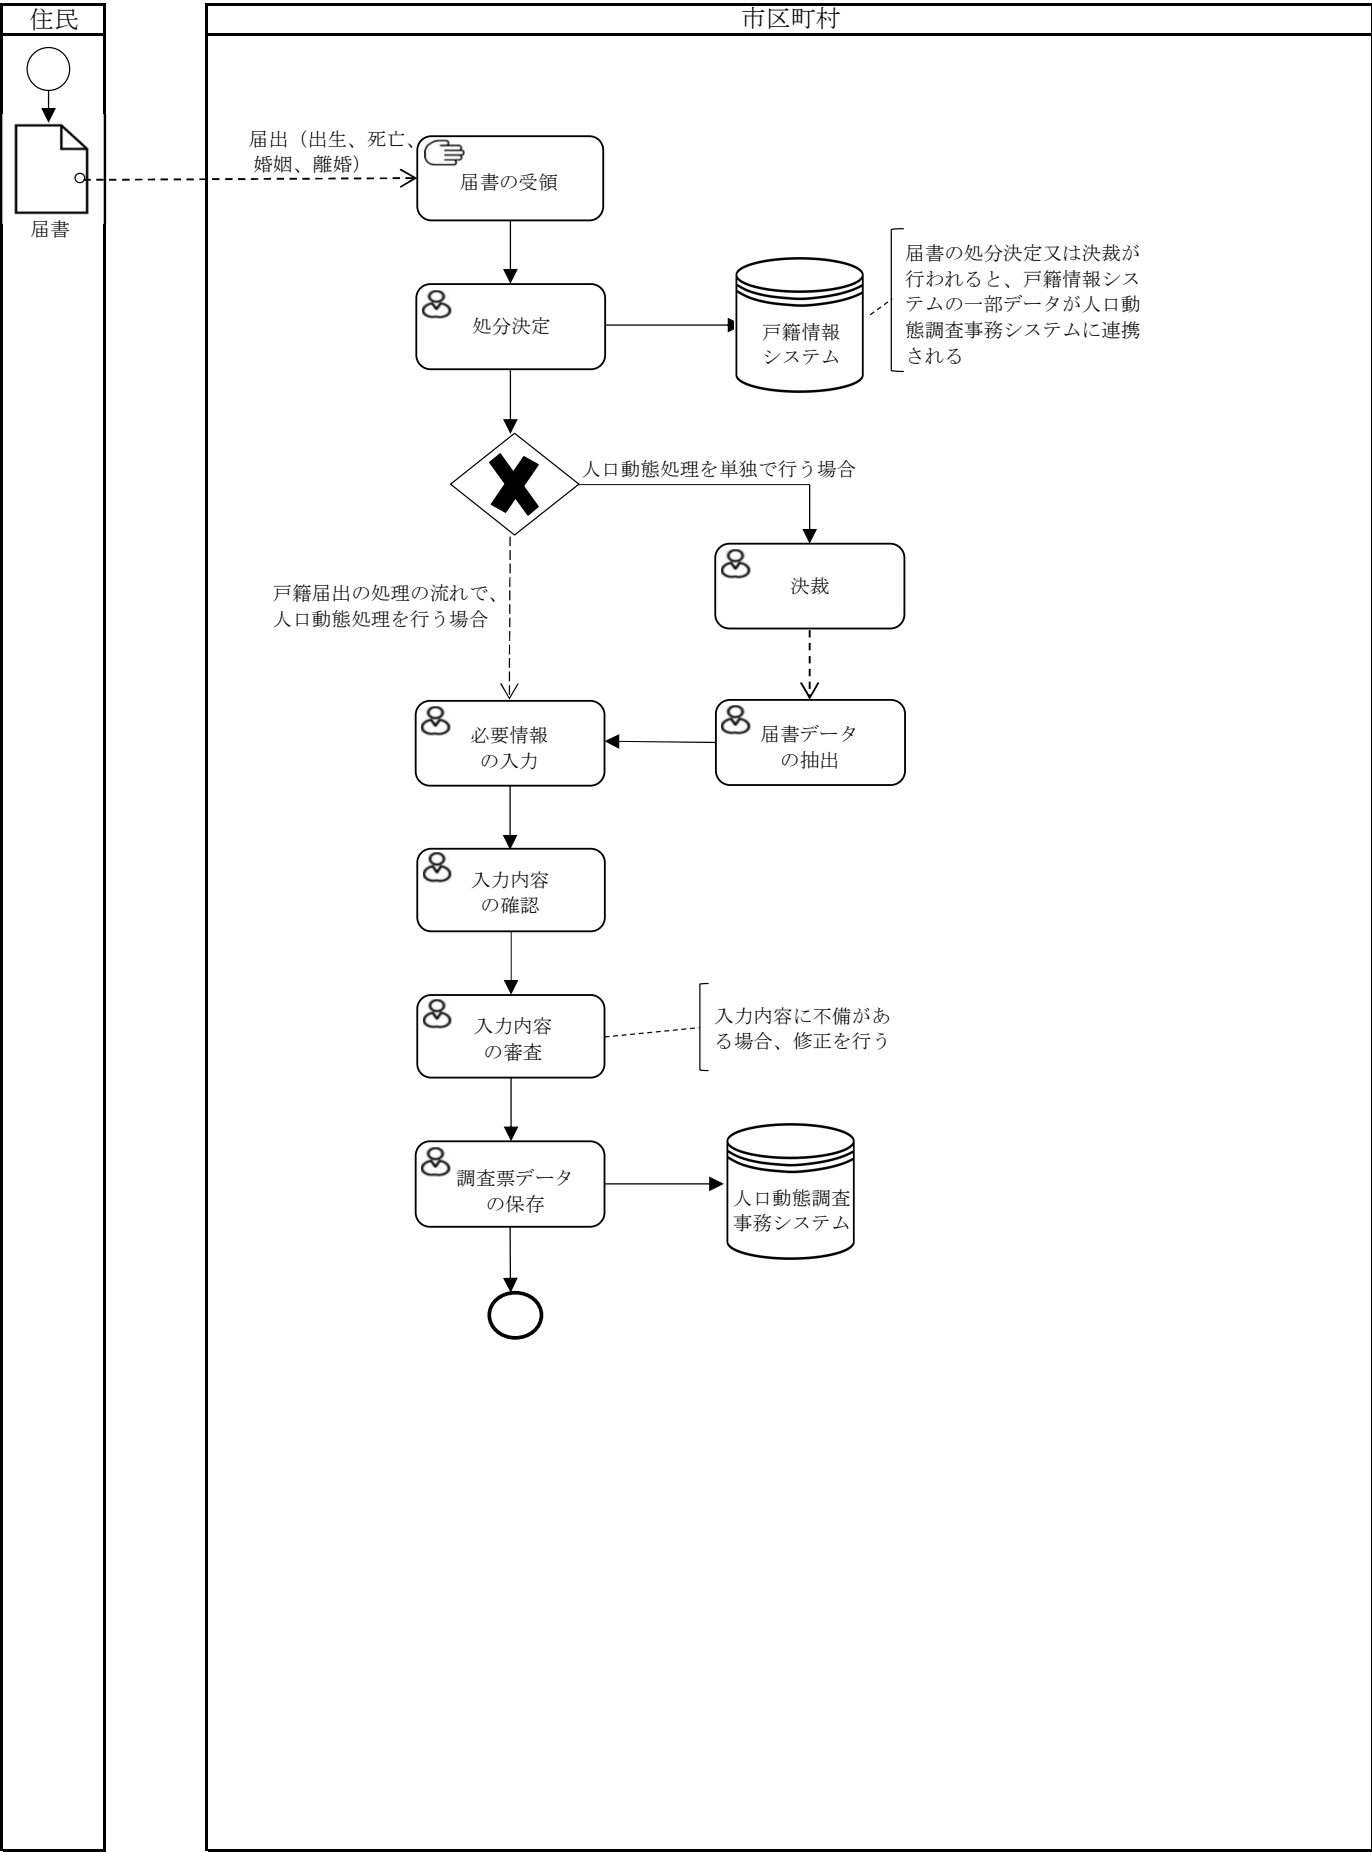 住民
市区町村
届出（出生、死亡、
婚姻、離婚）
届書の受領
届書
届書の処分決定又は決裁が
行われると、戸籍情報シス
テムの一部データが人口動
態調査事務システムに連携
される
処分決定
戸籍情報
システム
人口動態処理を単独で行う場合
決裁
戸籍届出の処理の流れで、
人口動態処理を行う場合
必要情報
の入力
届書データ
の抽出
入力内容
の確認
入力内容
の審査
入力内容に不備があ
る場合、修正を行う
調査票データ
の保存
人口動態調査
事務システム